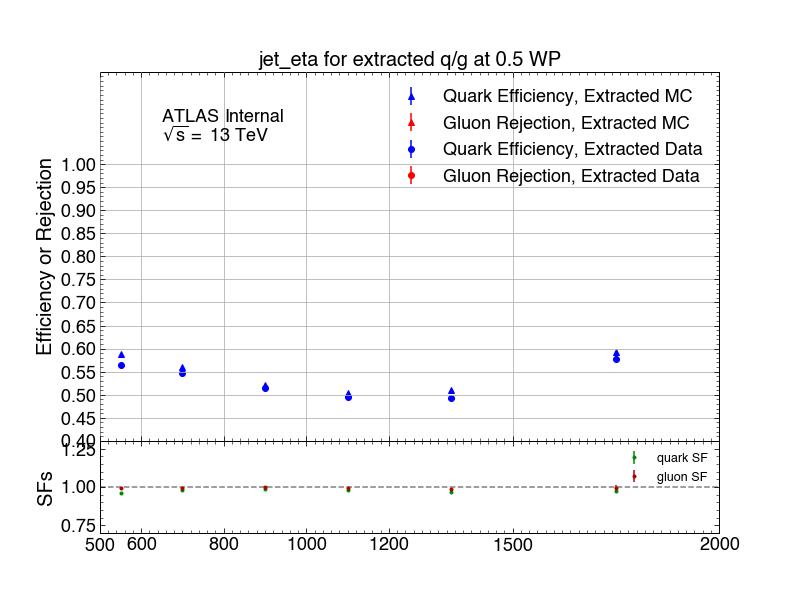 jet_eta for extracted q/g at 0.5 WP
ATLAS Internal
√s = 13 TeV
Quark Efficiency, Extracted MC
Gluon Rejection, Extracted MC
Quark Efficiency, Extracted Data
Gluon Rejection, Extracted Data
Efficiency or Rejection
1.00
0.95
0.90
0.85
0.80
0.75
0.70
0.65
0.60
0.55
0.50
0.45
0.40
SFs
1.25
1.00
0.75
quark SF
gluon SF
500 600 800 1000 1200 1500 2000